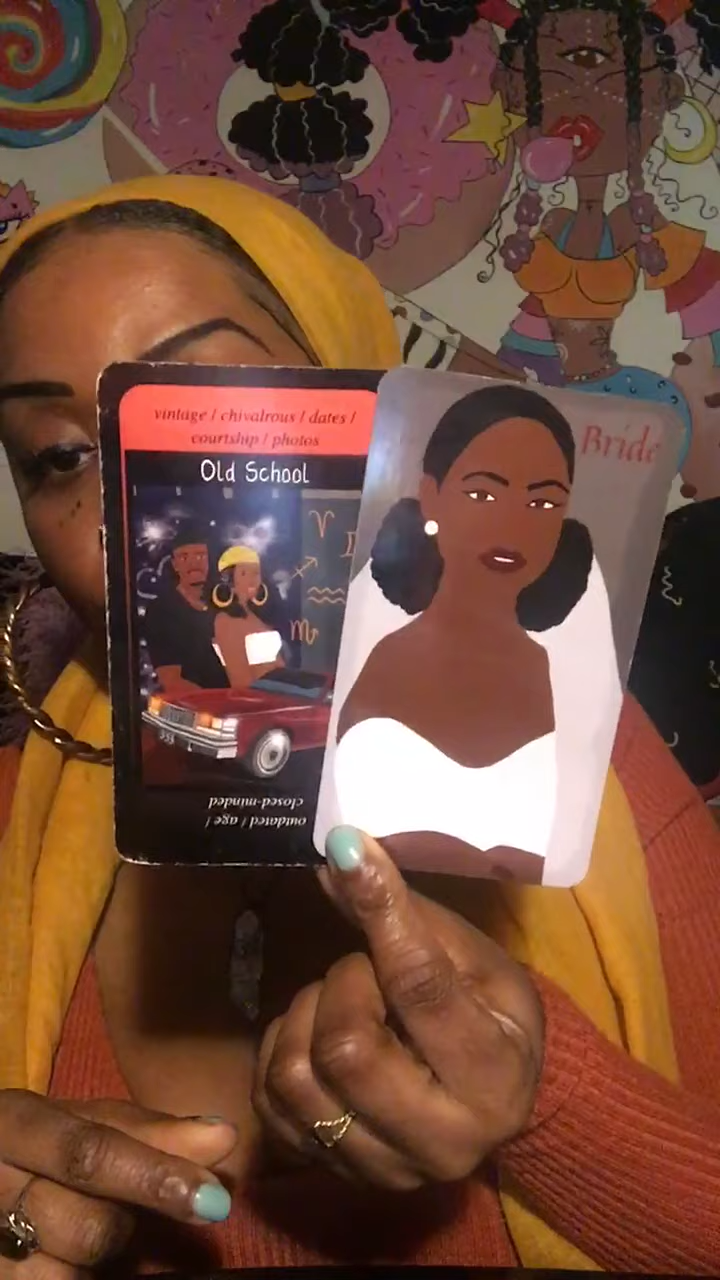 vintage / chivalrous / dates /
courtship / photos
Old School
outdated / age /
closed-minded
Bride